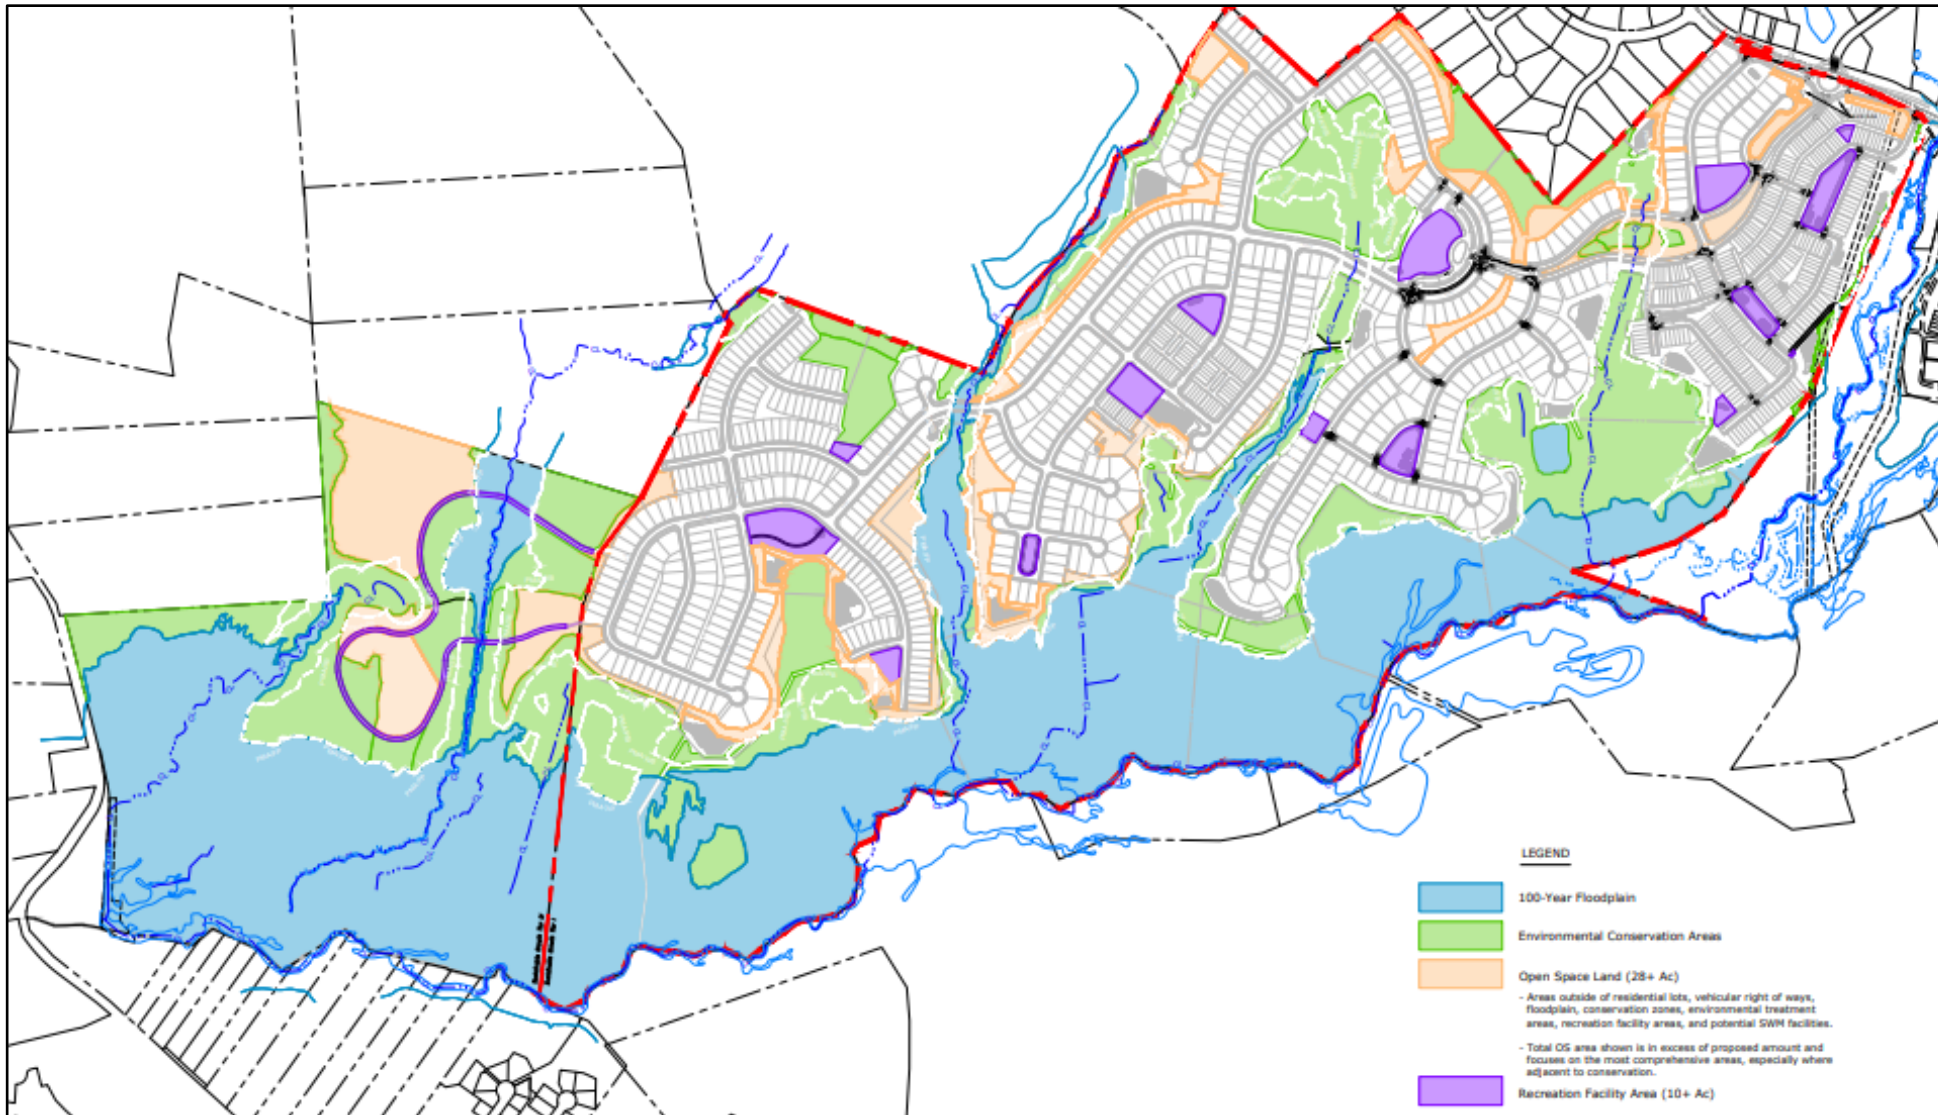 LEGEND
100-Year Floodplain
Environmental Conservation Areas
Open Space Land (28+ Ac)
- Areas outside of residential lots, vehicular right of ways,
floodplain, conservation zones, environmental treatment
areas, recreation facility areas, and potential SWM facilities.
- Total OS area shown is in excess of proposed amount and
focuses on the most comprehensive areas, especially where
adjacent to conservation.
Recreation Facility Area (10+ Ac)